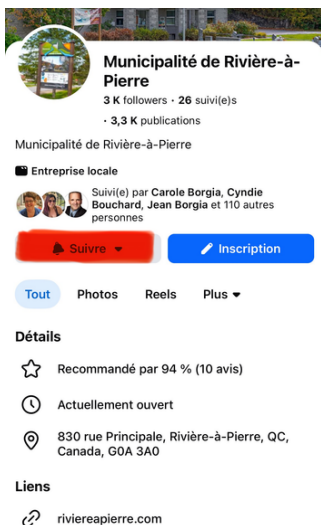 Municipalité de Rivière-à-
Pierre
3 K followers · 26 suivi(e)s
· 3,3 K publications
Municipalité de Rivière-à-Pierre
Entreprise locale
Suivi(e) par Carole Borgia, Cyndie
Bouchard, Jean Borgia et 110 autres
personnes
Suivre
Inscription
Tout
Photos
Reels
Plus
Détails
Recommandé par 94 % (10 avis)
Actuellement ouvert
830 rue Principale, Rivière-à-Pierre, QC,
Canada, G0A 3A0
Liens
riviereapierre.com